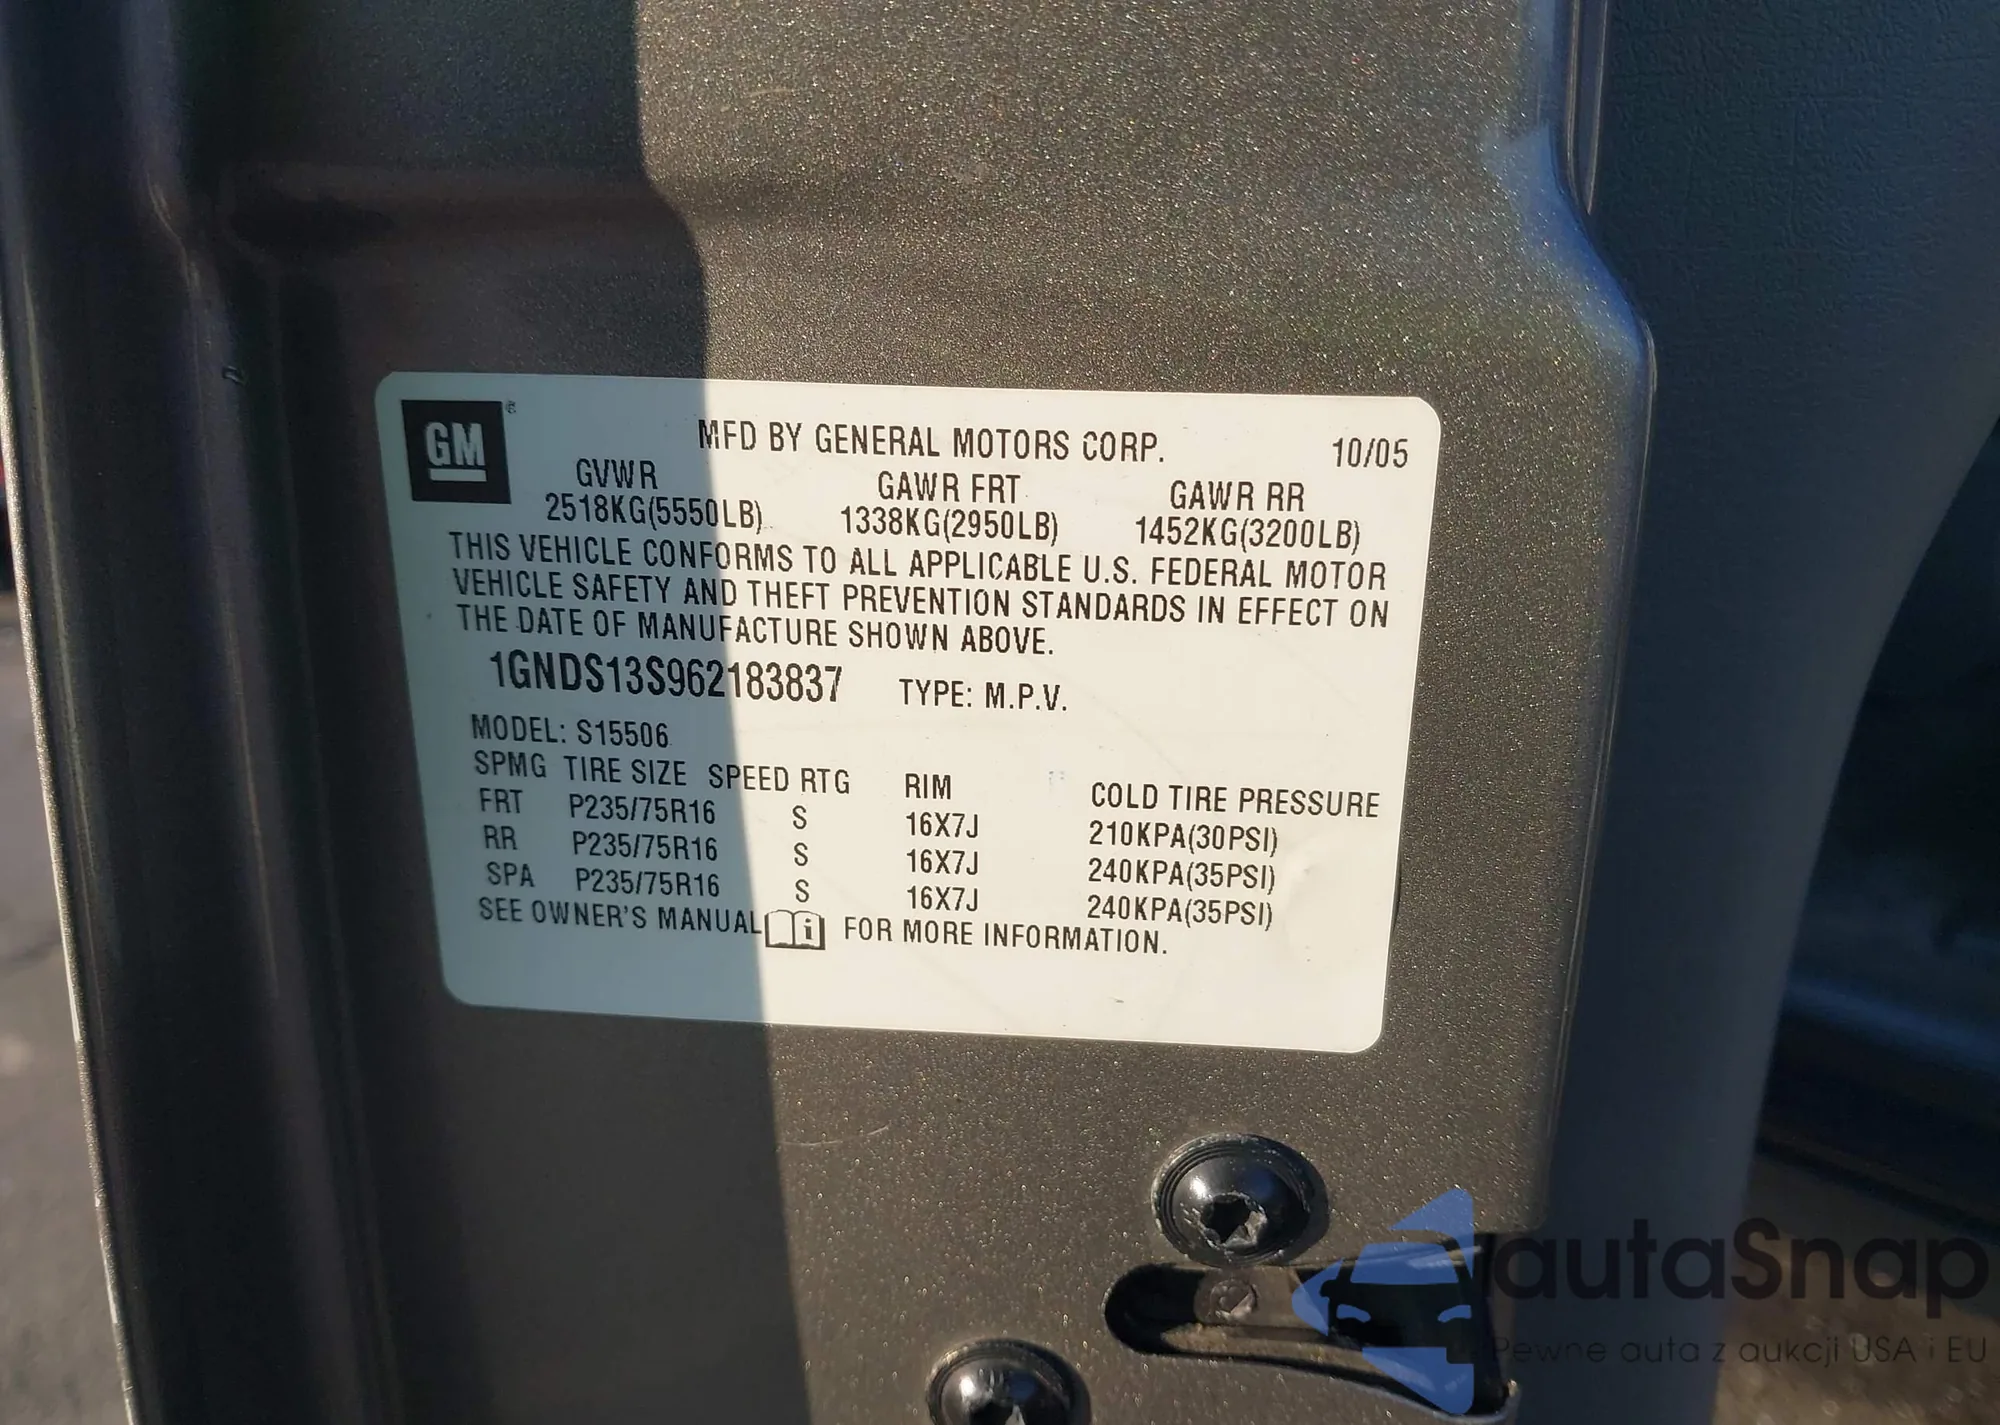 GM ®
MFD BY GENERAL MOTORS CORP. 10/05
GVWR GAWR FRT GAWR RR
2518KG(5550LB) 1338KG(2950LB) 1452KG(3200LB)
THIS VEHICLE CONFORMS TO ALL APPLICABLE U.S. FEDERAL MOTOR
VEHICLE SAFETY AND THEFT PREVENTION STANDARDS IN EFFECT ON
THE DATE OF MANUFACTURE SHOWN ABOVE.
1GNDS13S962183837 TYPE: M.P.V.
MODEL: S15506
SPMG TIRE SIZE SPEED RTG RIM COLD TIRE PRESSURE
FRT P235/75R16 S 16X7J 210KPA(30PSI)
RR P235/75R16 S 16X7J 240KPA(35PSI)
SPA P235/75R16 S 16X7J 240KPA(35PSI)
SEE OWNER'S MANUAL i FOR MORE INFORMATION.
autaSnap
Pewne auta z aukcji USA i EU